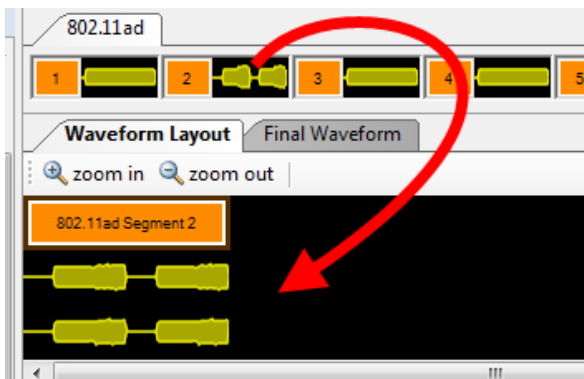 802.11ad
1 2 3 4 5
Waveform Layout Final Waveform
zoom in zoom out
802.11ad Segment 2